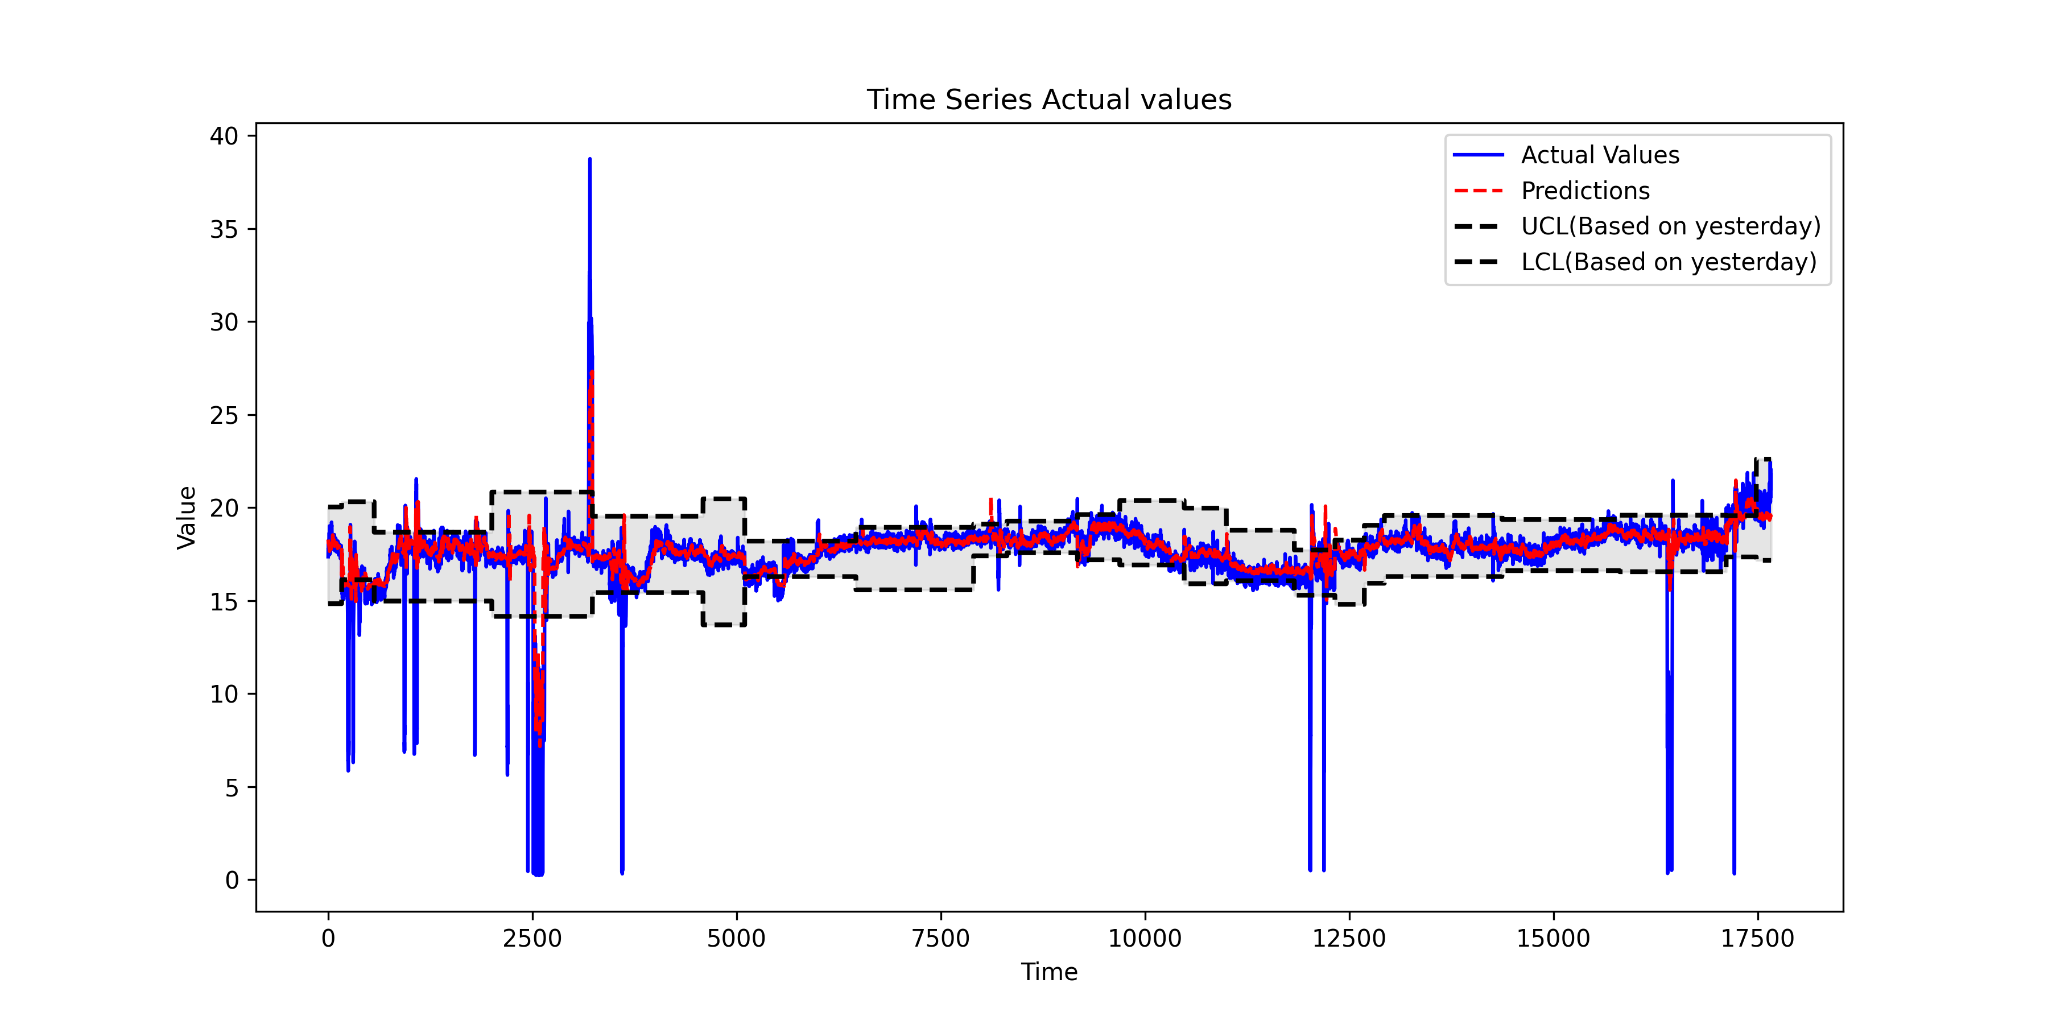 Time Series Actual values
40
35
30
25
20
15
10
5
0
Value
Actual Values
Predictions
UCL(Based on yesterday)
LCL(Based on yesterday)
0 2500 5000 7500 10000 12500 15000 17500
Time